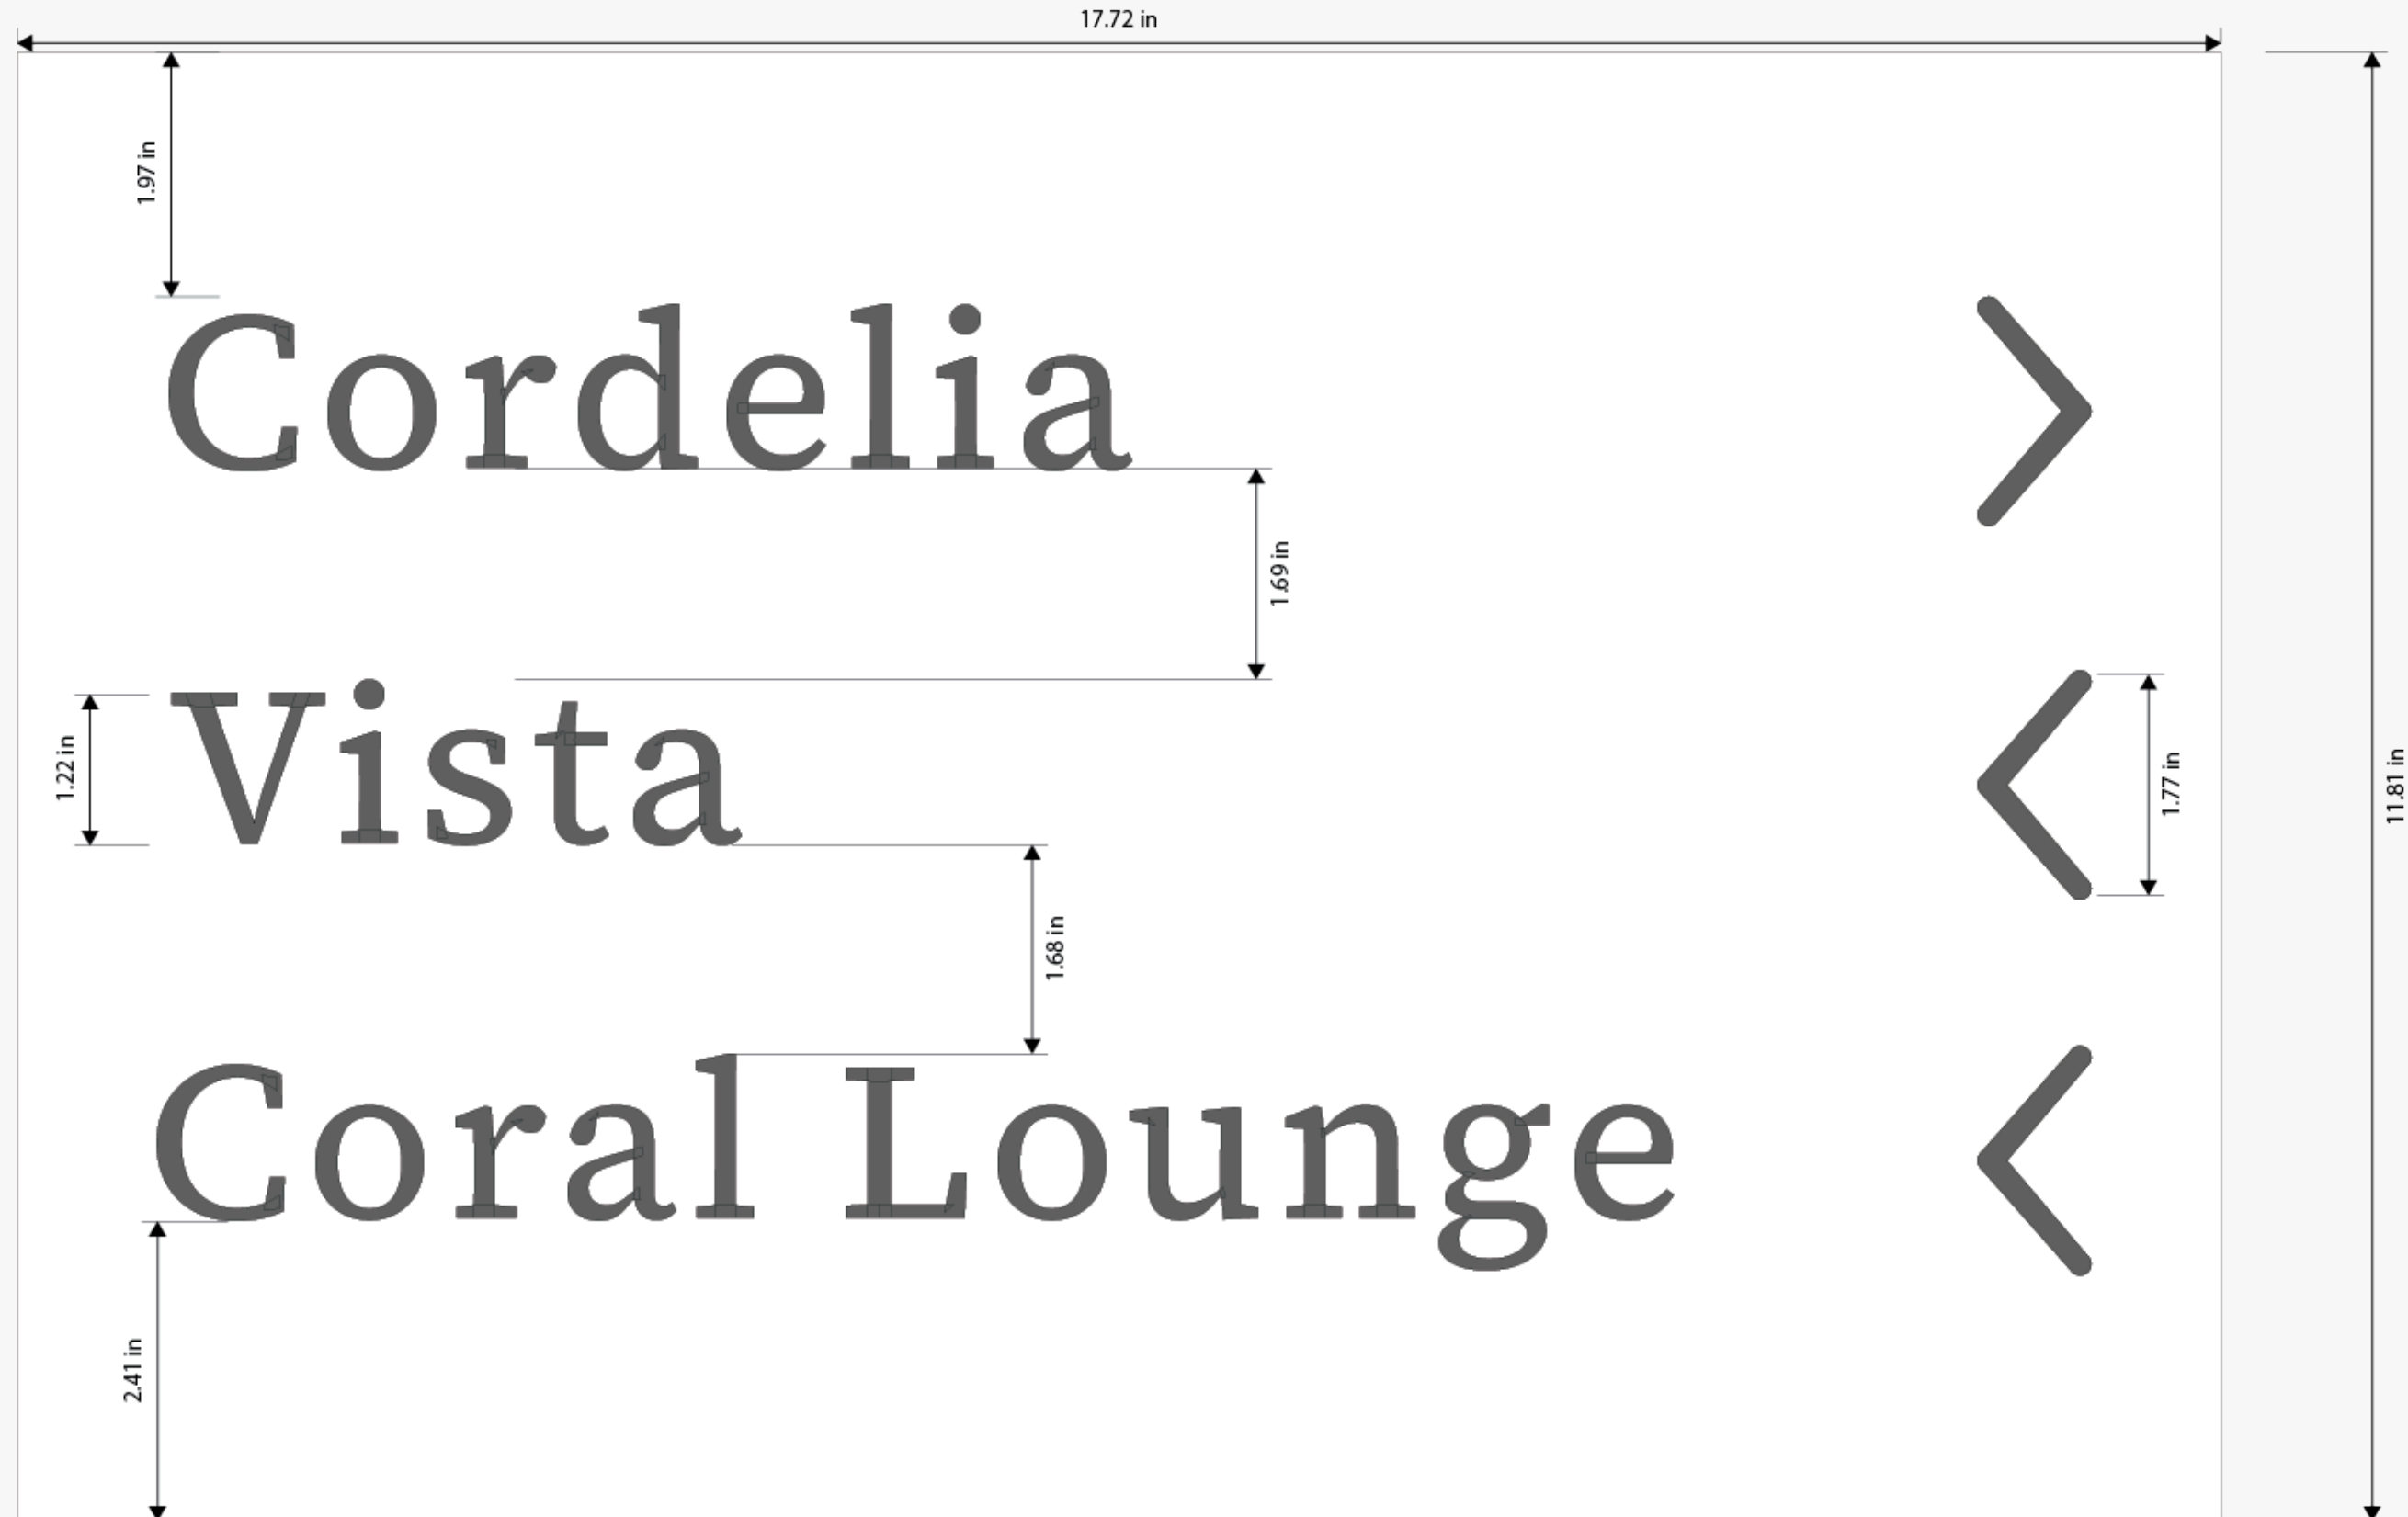 17.72 in
1.97 in
Cordelia >
1.69 in
Vista <
1.22 in
1.77 in
11.81 in
1.68 in
Coral Lounge <
2.41 in